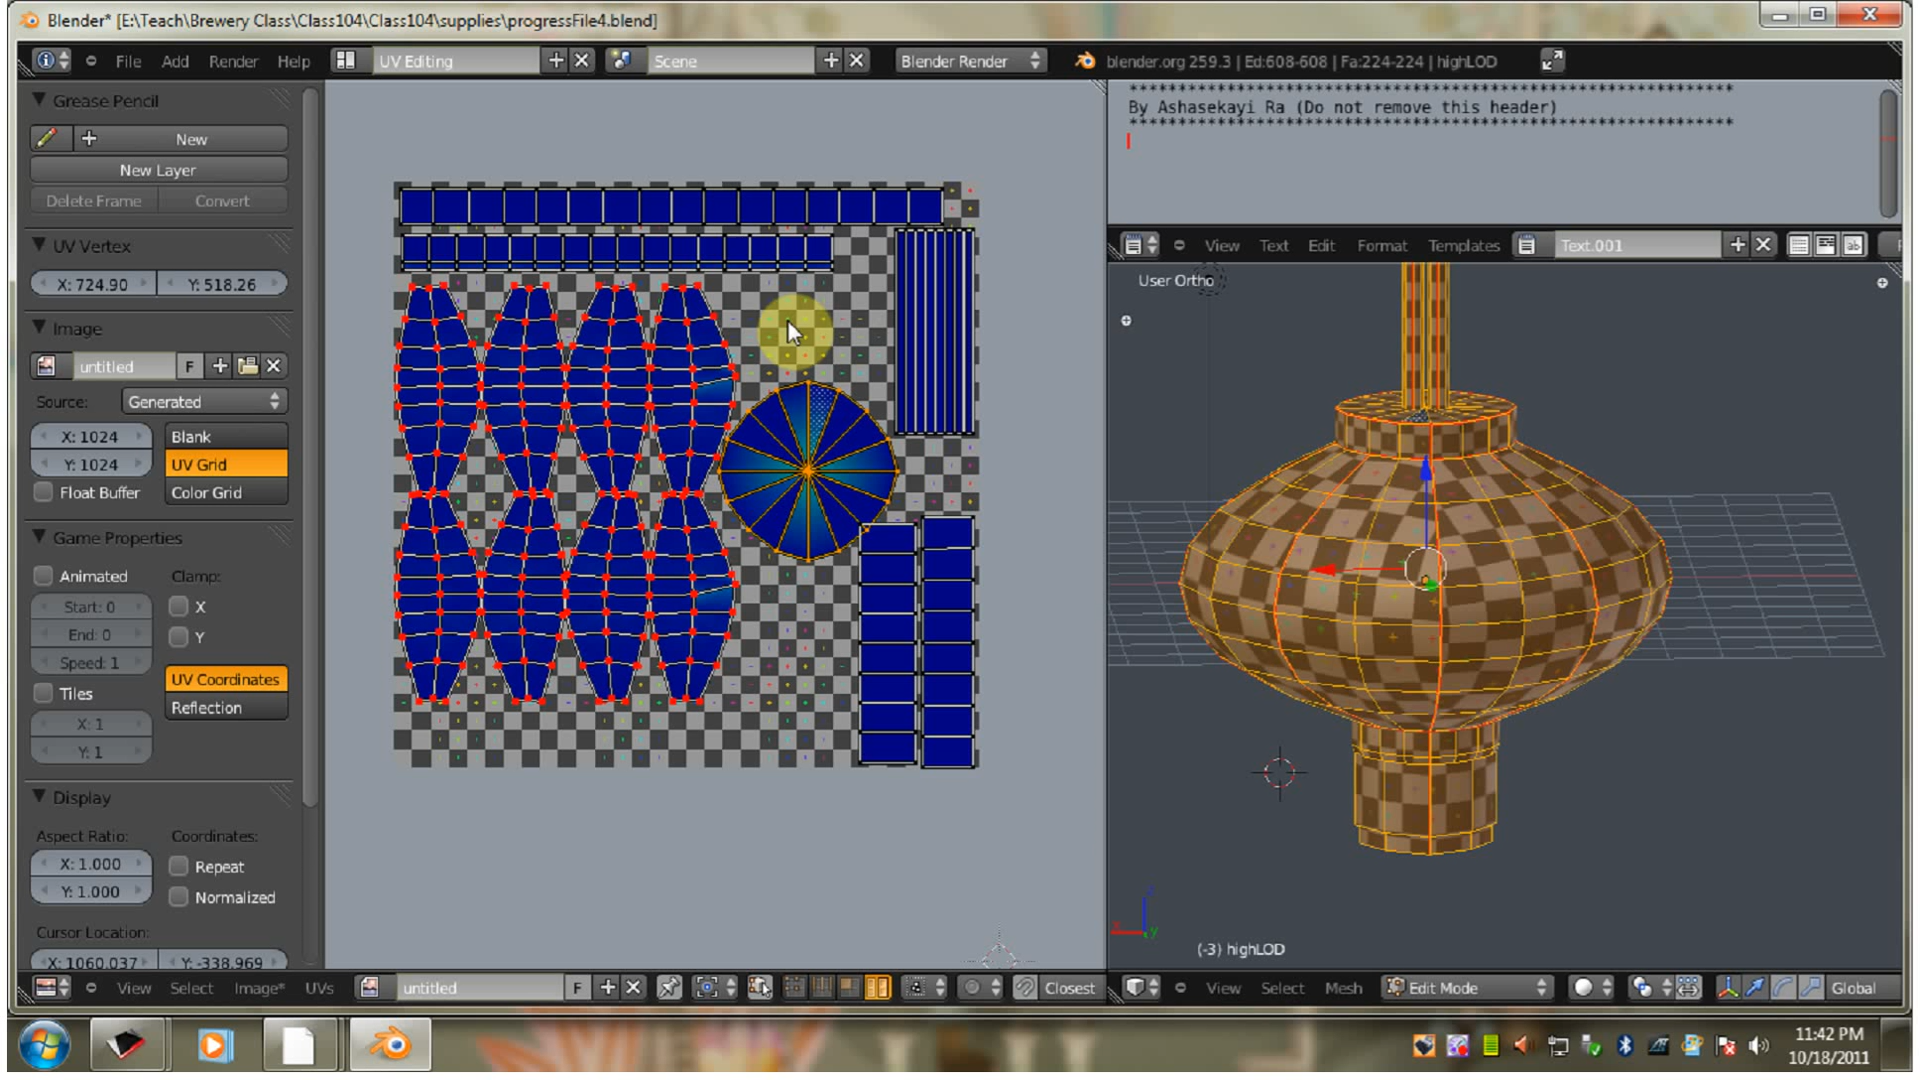 Blender* [E:\Teach\Brewery Class\Class104\Class104\supplies\progressFile4.blend]
File Add Render Help UV Editing Scene Blender Render blender.org 259.3 | Ed:608-608 | Fa:224-224 | highLOD
Grease Pencil
New
New Layer
Delete Frame Convert
UV Vertex
X: 724.90 Y: 518.26
Image
untitled F
Source: Generated
X: 1024 Blank
Y: 1024 UV Grid
Float Buffer Color Grid
Game Properties
Animated Clamp:
Start: 0 X
End: 0 Y
Speed: 1
Tiles UV Coordinates
X: 1 Reflection
Y: 1
Display
Aspect Ratio: Coordinates:
X: 1.000 Repeat
Y: 1.000 Normalized
Cursor Location:
X: 1060.037 Y: -338.969
View Select Image* UVs untitled F Closest
By Ashasekayi Ra (Do not remove this header)
View Text Edit Format Templates Text.001
User Ortho
(-3) highLOD
View Select Mesh Edit Mode Global
11:42 PM
10/18/2011